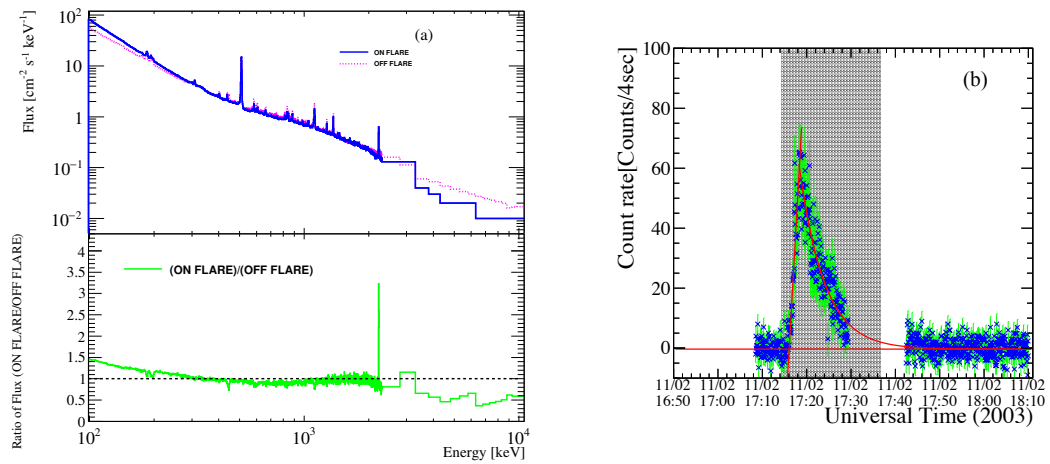 (a)
Flux [cm⁻² s⁻¹ keV⁻¹]
10²
10
1
10⁻¹
10⁻²
ON FLARE
OFF FLARE
Ratio of Flux (ON FLARE/OFF FLARE)
4
3.5
3
2.5
2
1.5
1
0.5
0
(ON FLARE)/(OFF FLARE)
10² 10³ 10⁴
Energy [keV]
(b)
Count rate[Counts/4sec]
100
80
60
40
20
0
11/02 11/02 11/02 11/02 11/02 11/02 11/02 11/02 11/02
16:50 17:00 17:10 17:20 17:30 17:40 17:50 18:00 18:10
Universal Time (2003)